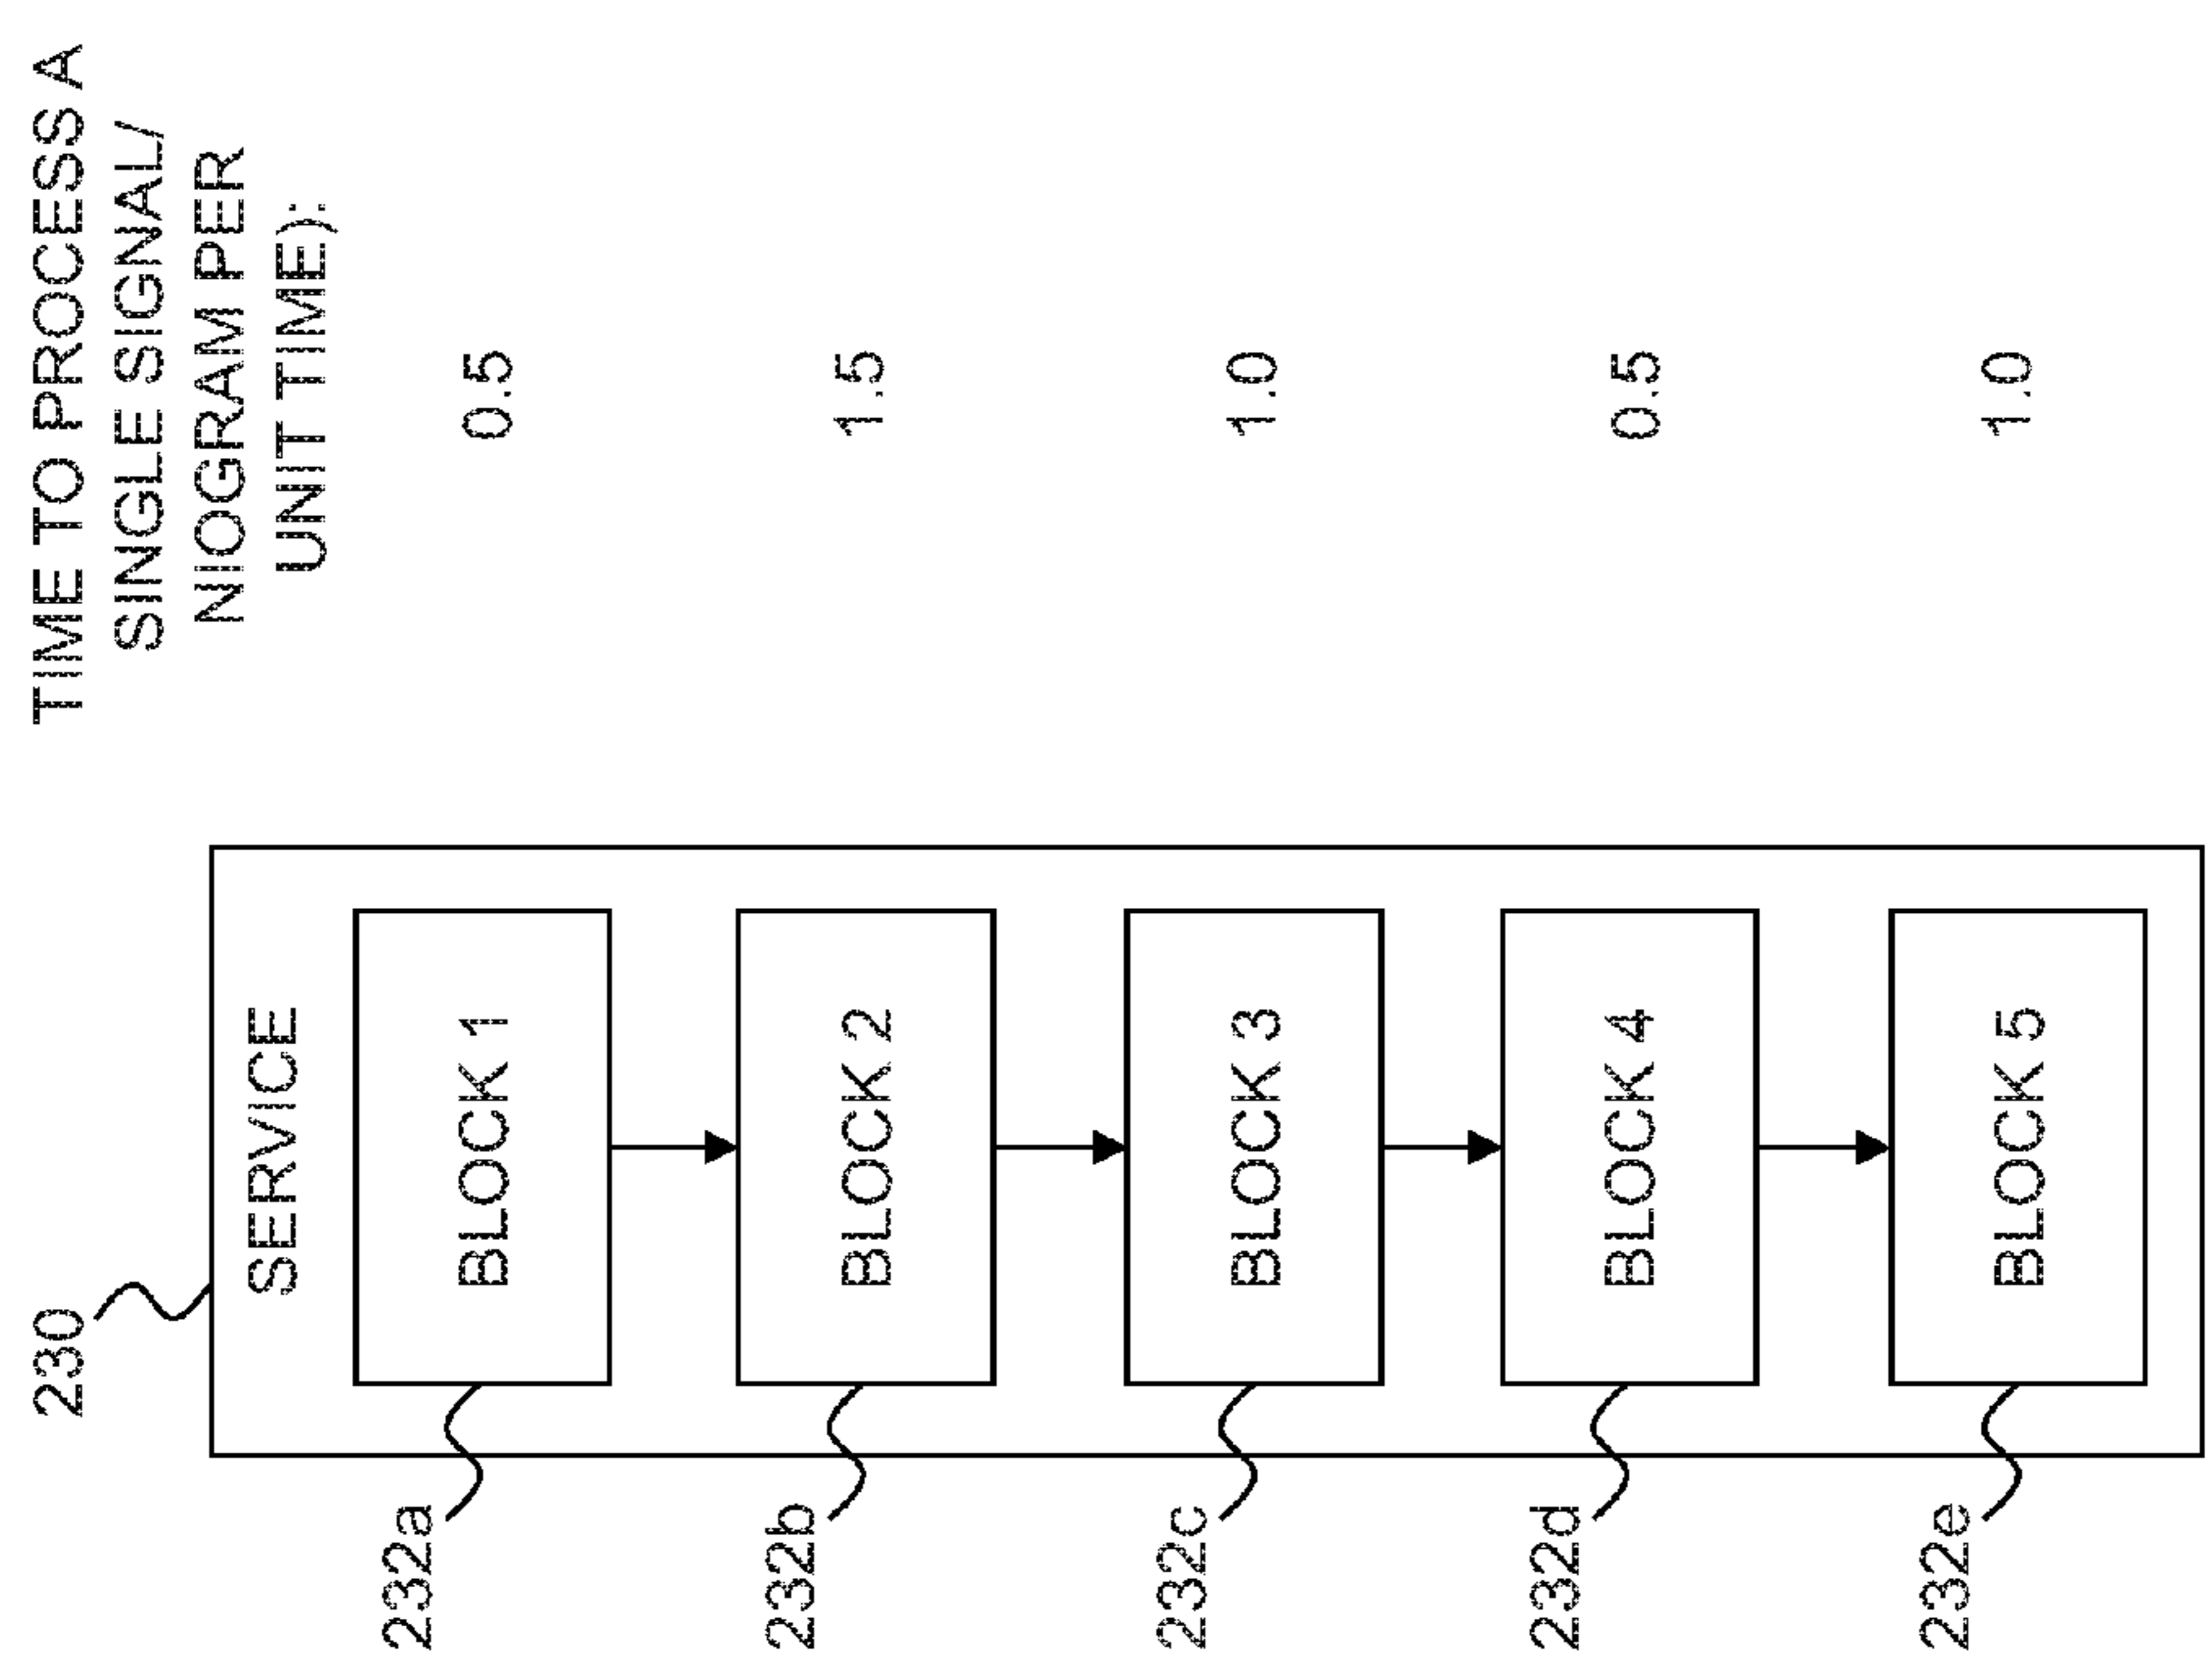 230
SERVICE
TIME TO PROCESS A
SINGLE SIGNAL/
NIOGRAM PER
UNIT TIME):
232a
BLOCK 1
0.5
232b
BLOCK 2
1.5
232c
BLOCK 3
1.0
232d
BLOCK 4
0.5
232e
BLOCK 5
1.0